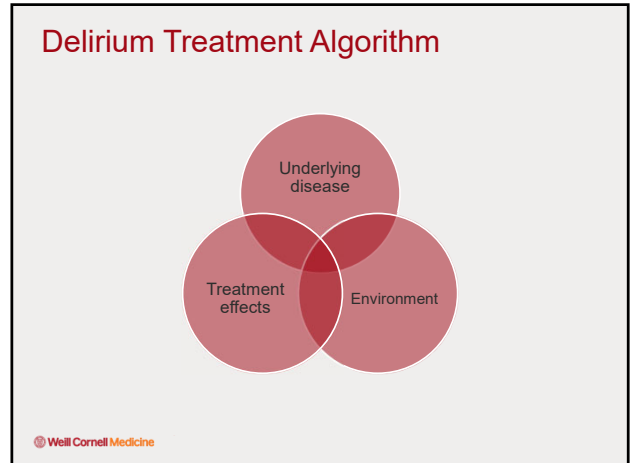 Delirium Treatment Algorithm
Underlying
disease
Treatment
effects
Environment
Weill Cornell Medicine